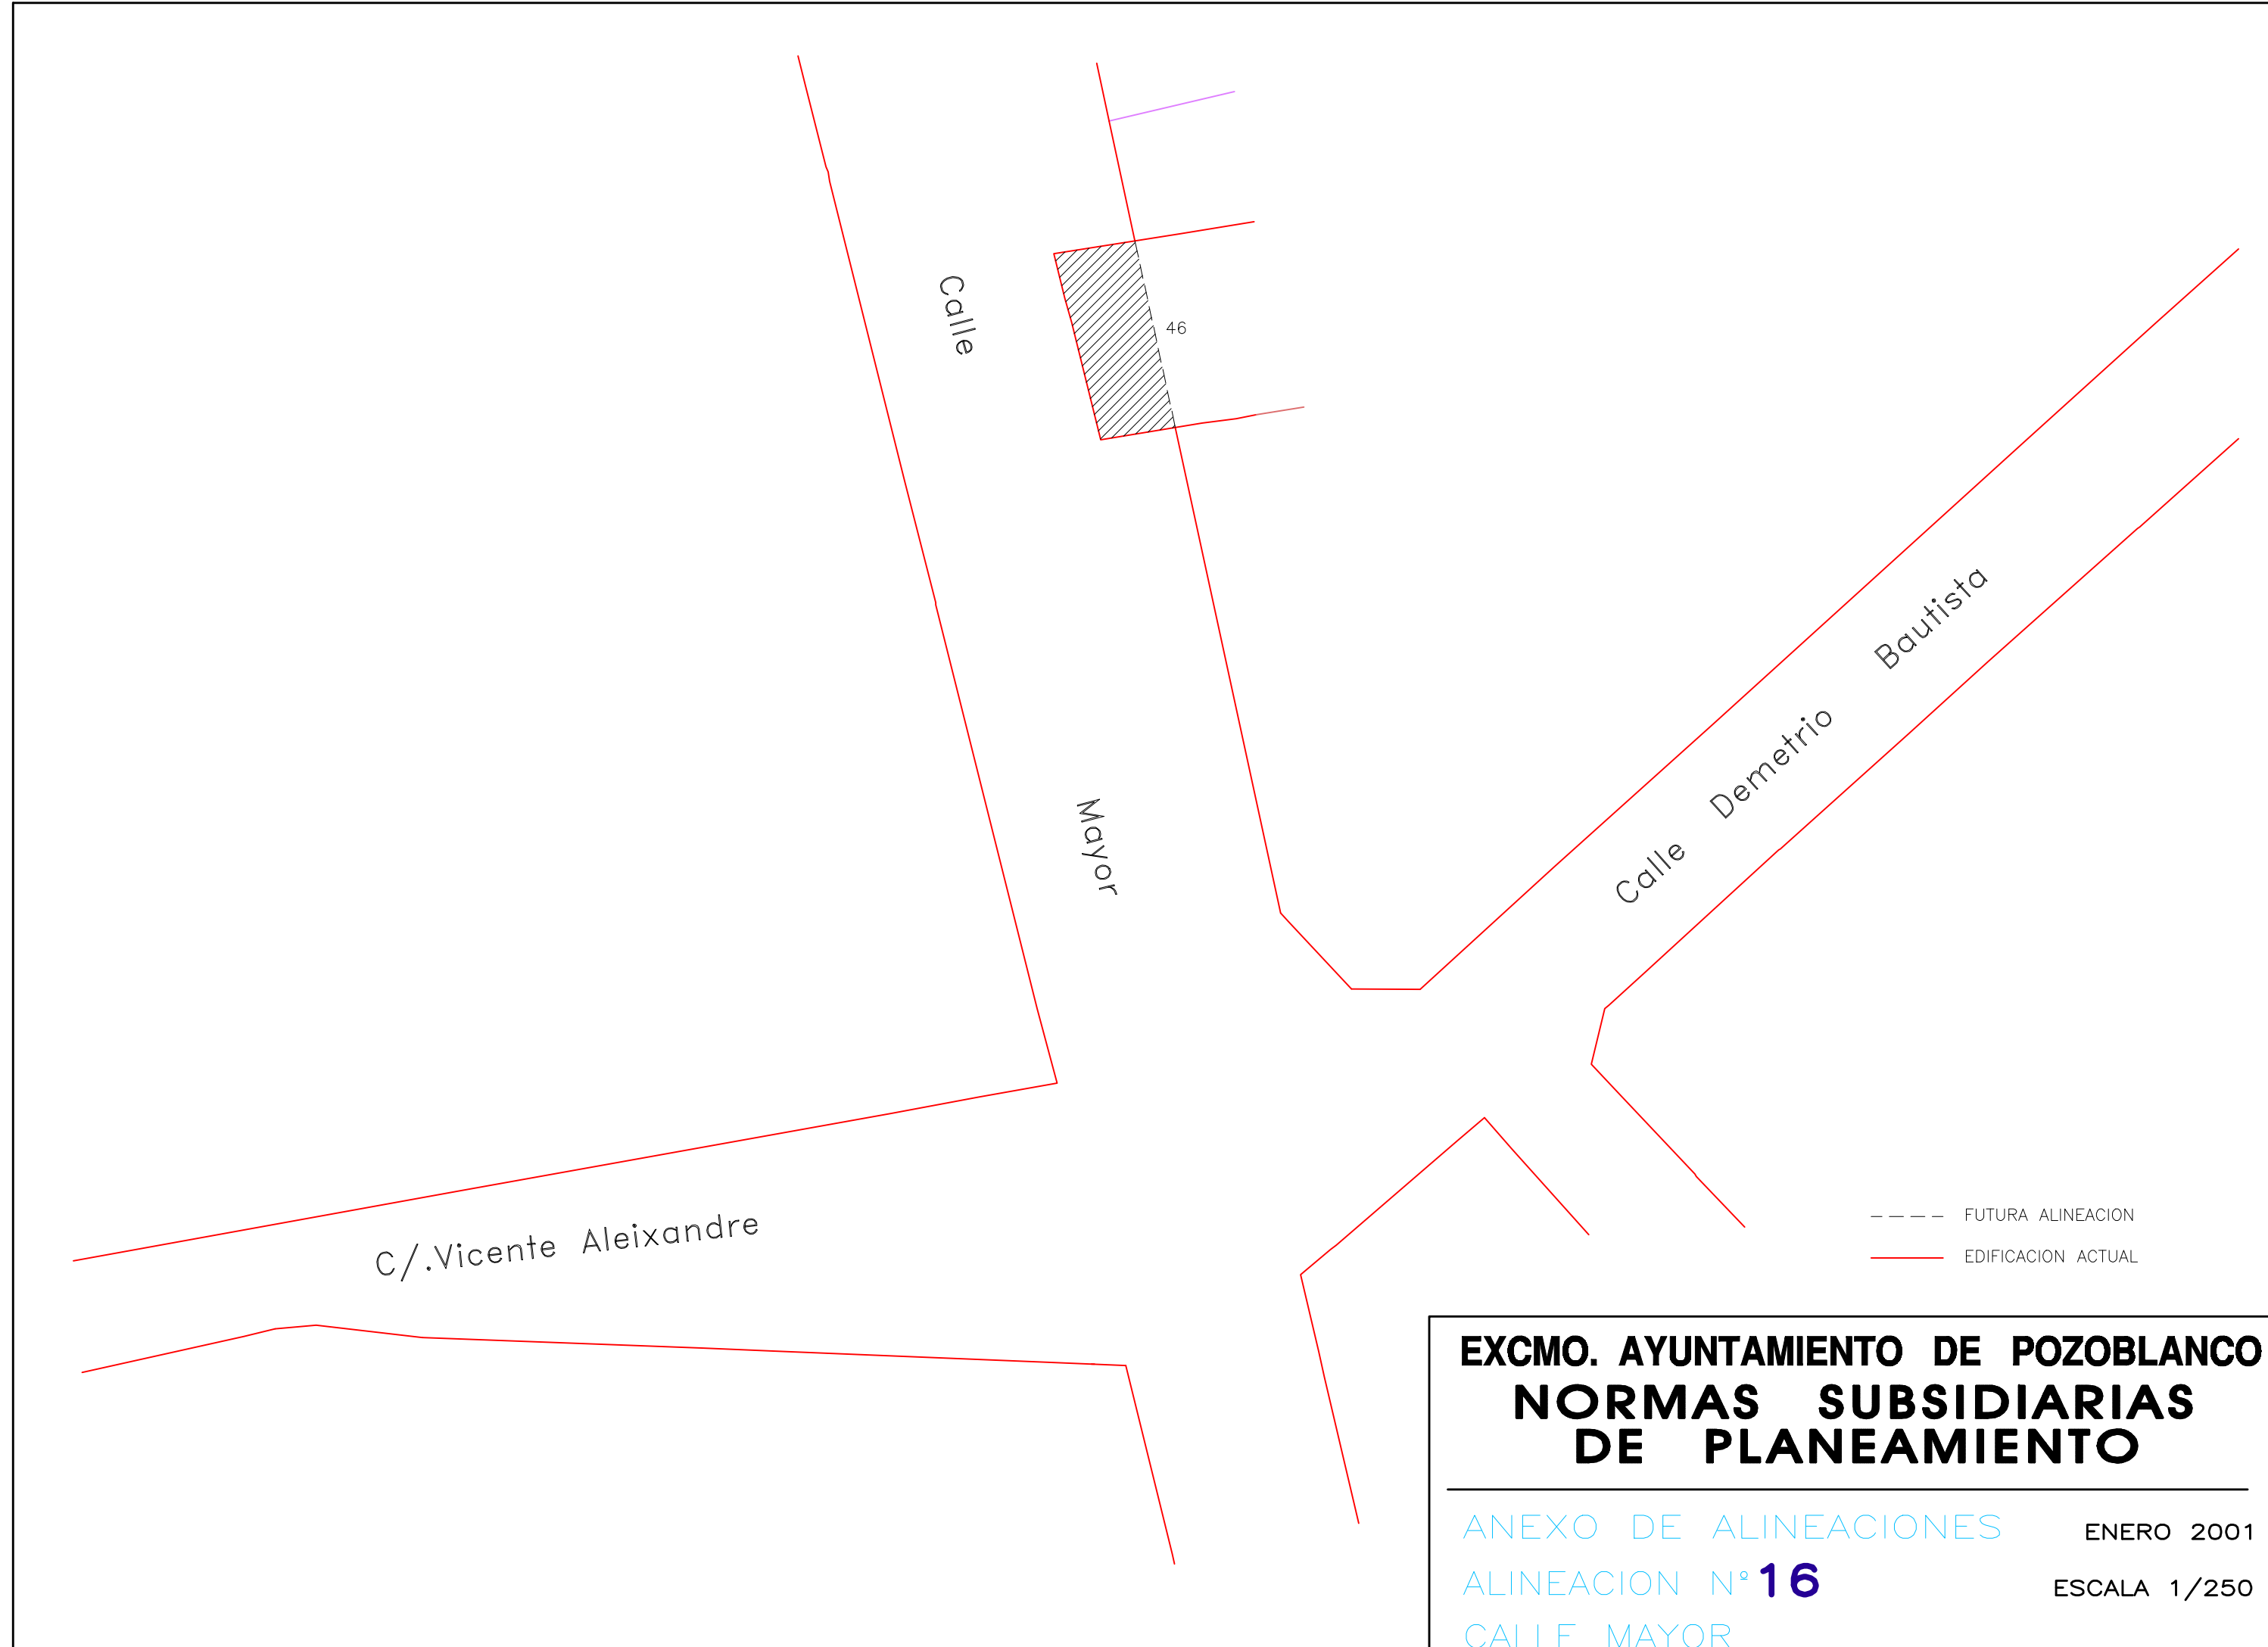 Calle
46
Mayor
Calle Demetrio Bautista
C/.Vicente Aleixandre
FUTURA ALINEACION
EDIFICACION ACTUAL
EXCMO. AYUNTAMIENTO DE POZOBLANCO
NORMAS SUBSIDIARIAS
DE PLANEAMIENTO
ANEXO DE ALINEACIONES
ENERO 2001
ALINEACION Nº 16
ESCALA 1/250
CALLE MAYOR